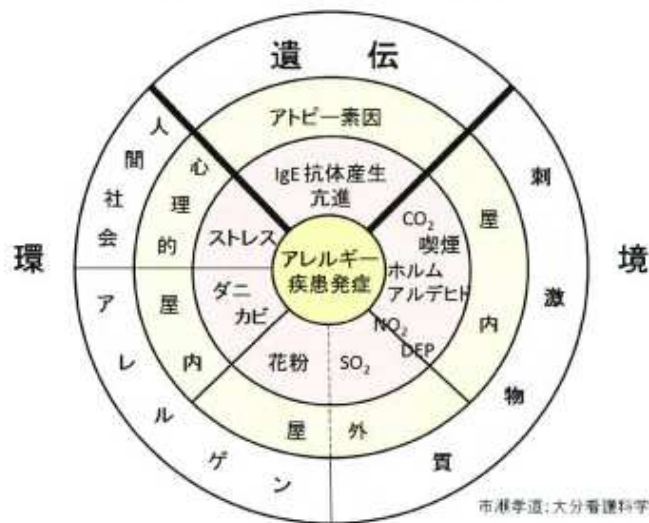 遺 伝
アトピー素因
IgE 抗体産生
亢進
人間社会
心理的
ストレス
アレルギー
疾患発症
CO₂
喫煙
ホルム
アルデヒド
屋内
刺激物質
環
境
ダニ
カビ
屋内
アレルゲン
花粉
SO₂
NO₂
DEP
屋 外
市瀬孝道:大分看護科学